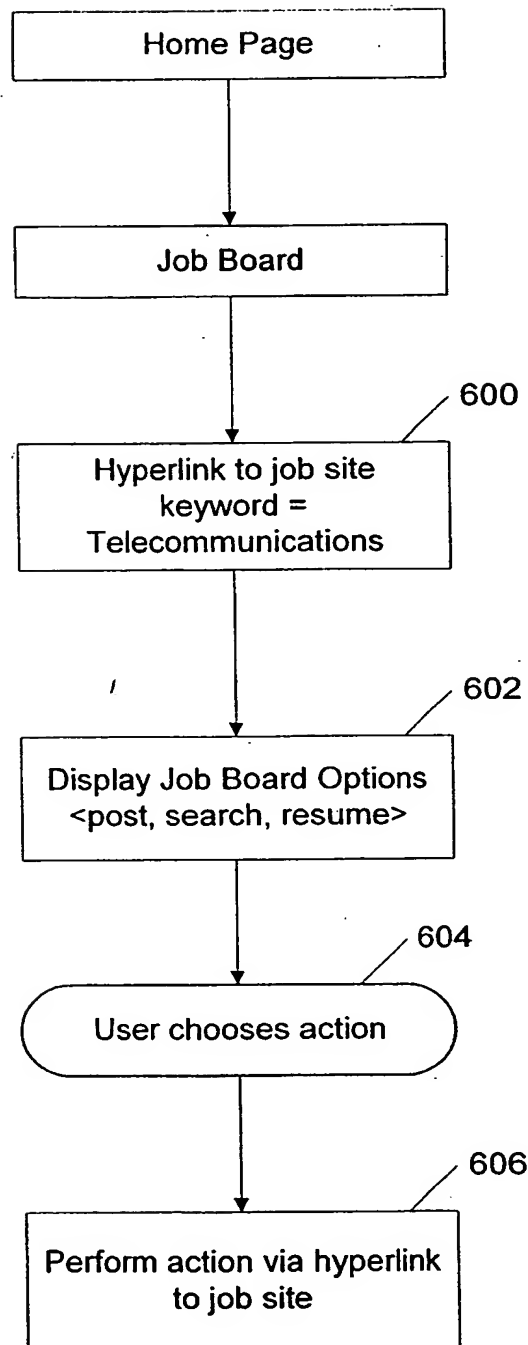 Home Page
Job Board
600
Hyperlink to job site
keyword =
Telecommunications
602
Display Job Board Options
<post, search, resume>
604
User chooses action
606
Perform action via hyperlink
to job site